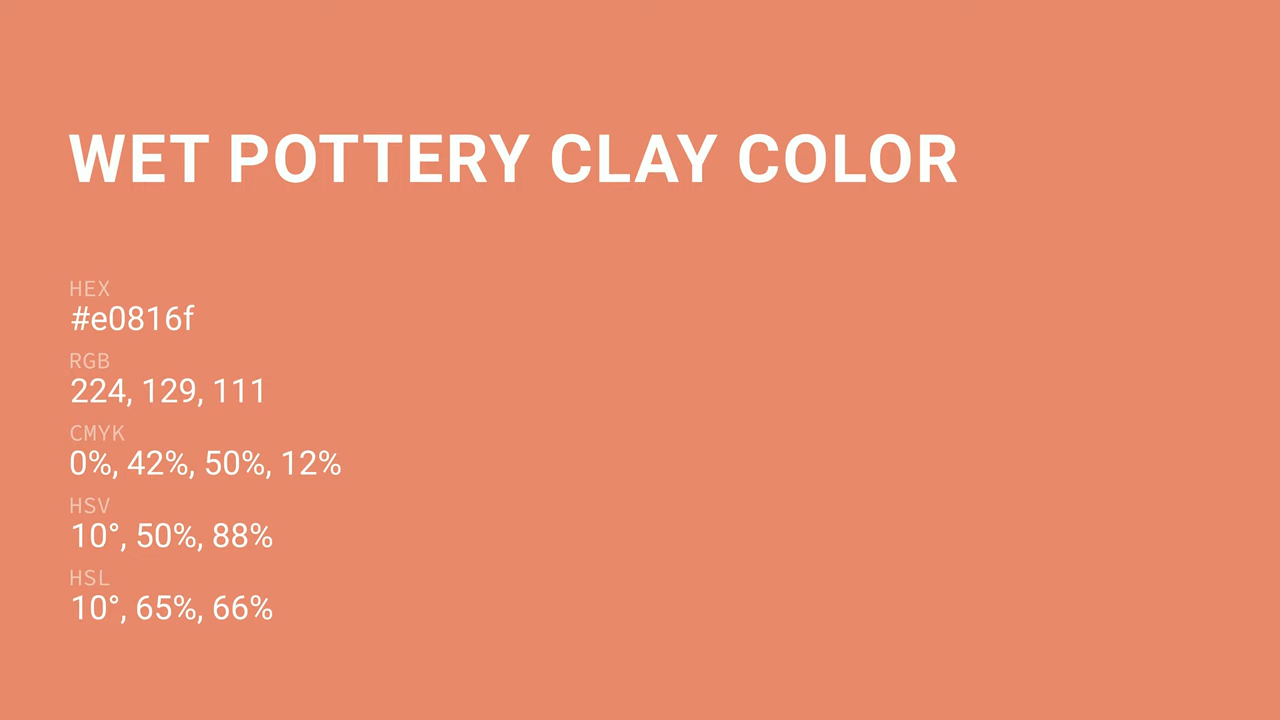 WET POTTERY CLAY COLOR
HEX
#e0816f
RGB
224, 129, 111
CMYK
0%, 42%, 50%, 12%
HSV
10°, 50%, 88%
HSL
10°, 65%, 66%